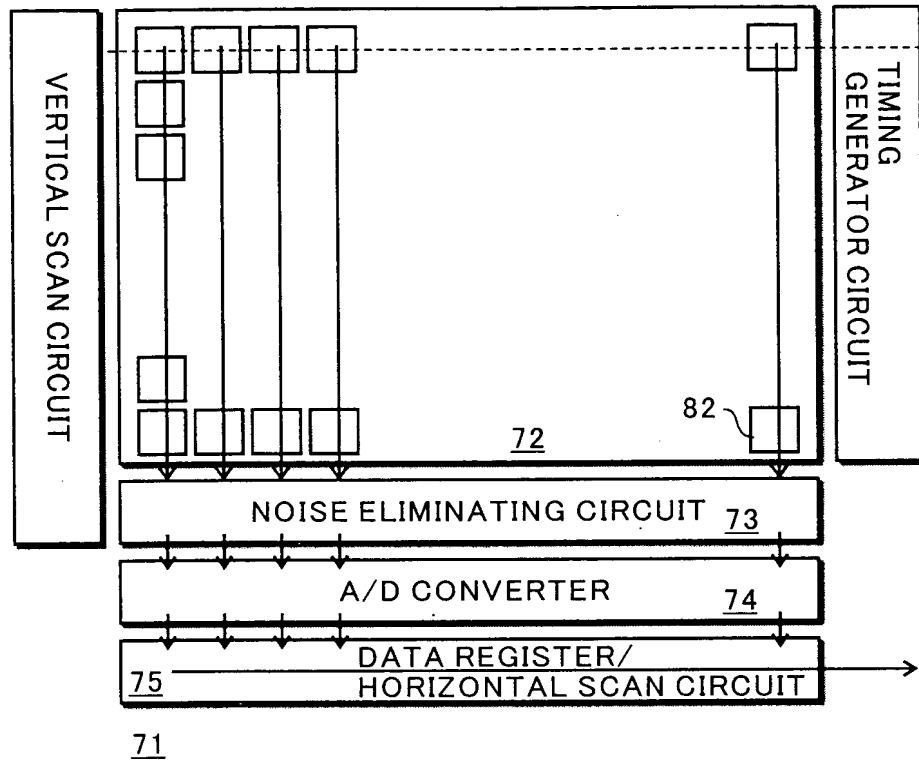 VERTICAL SCAN CIRCUIT
TIMING
GENERATOR CIRCUIT
82
72
NOISE ELIMINATING CIRCUIT 73
A/D CONVERTER 74
75 DATA REGISTER/
HORIZONTAL SCAN CIRCUIT
71